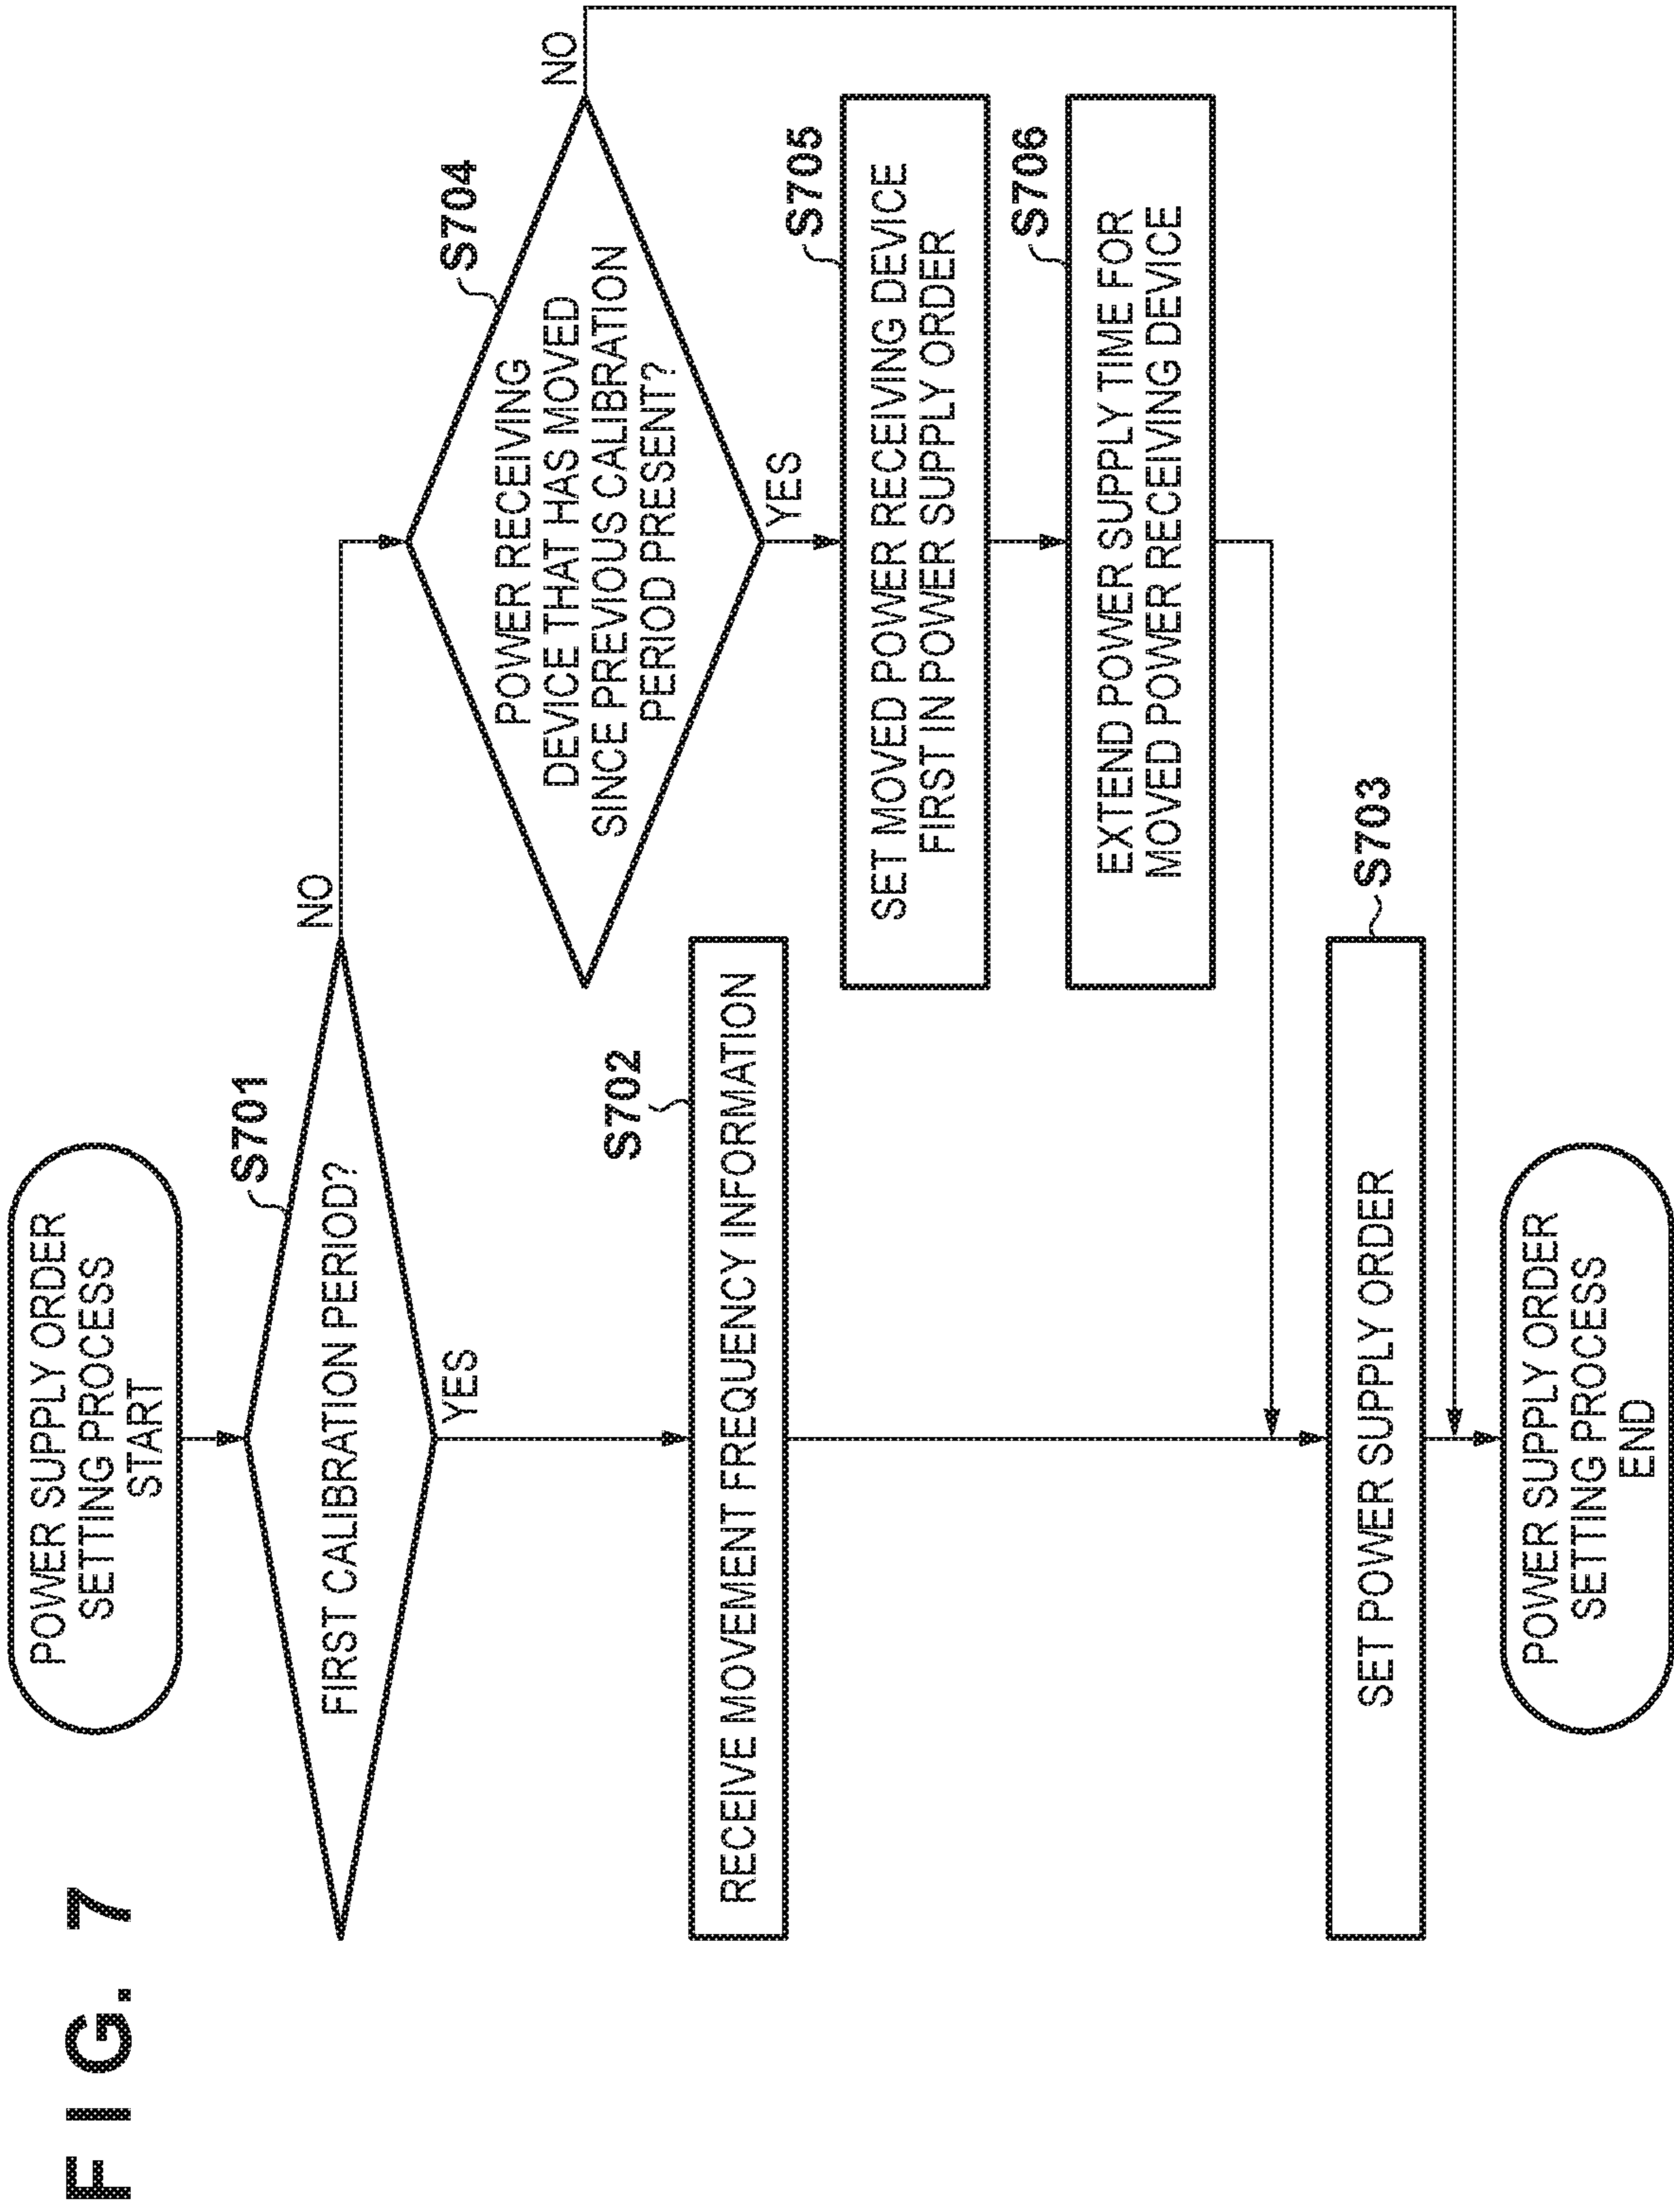 FIG. 7
POWER SUPPLY ORDER
SETTING PROCESS
START
S701
FIRST CALIBRATION PERIOD?
NO
YES
S702
RECEIVE MOVEMENT FREQUENCY INFORMATION
S704
POWER RECEIVING
DEVICE THAT HAS MOVED
SINCE PREVIOUS CALIBRATION
PERIOD PRESENT?
NO
YES
S705
SET MOVED POWER RECEIVING DEVICE
FIRST IN POWER SUPPLY ORDER
S706
EXTEND POWER SUPPLY TIME FOR
MOVED POWER RECEIVING DEVICE
S703
SET POWER SUPPLY ORDER
POWER SUPPLY ORDER
SETTING PROCESS
END